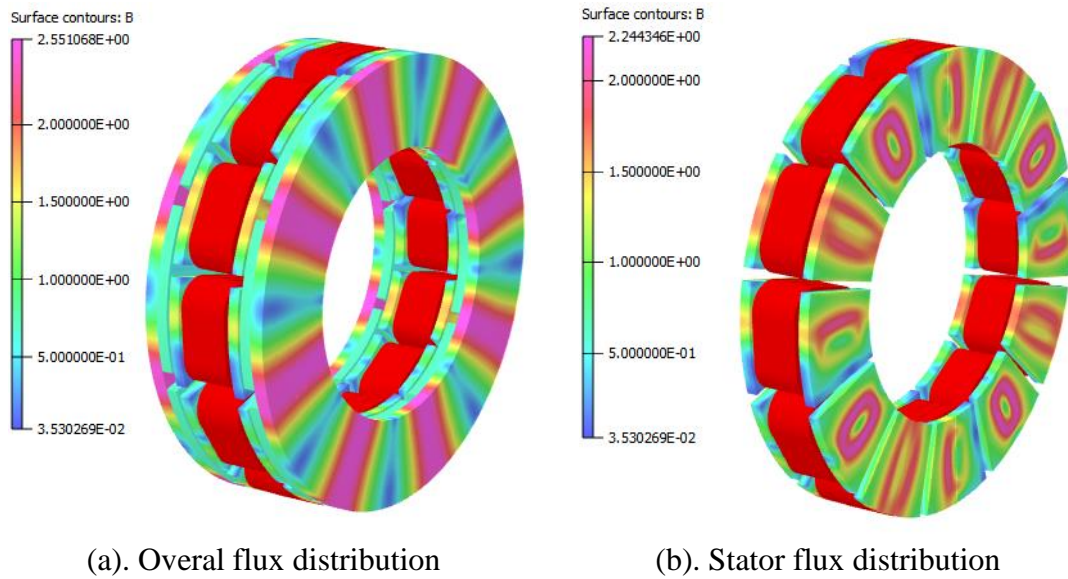 Surface contours: B
2.551068E+00
2.000000E+00
1.500000E+00
1.000000E+00
5.000000E-01
3.530269E-02
(a). Overal flux distribution
Surface contours: B
2.244346E+00
2.000000E+00
1.500000E+00
1.000000E+00
5.000000E-01
3.530269E-02
(b). Stator flux distribution